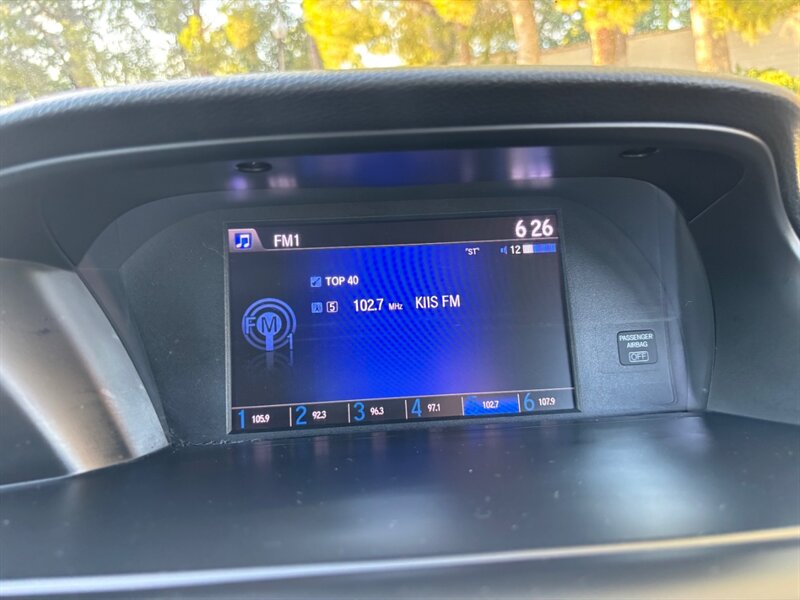 FM1
6 26
"ST"
12
TOP 40
5 102.7 MHz KIIS FM
FM
1
1 105.9 2 92.3 3 96.3 4 97.1 102.7 6 107.9
PASSENGER
AIRBAG
OFF